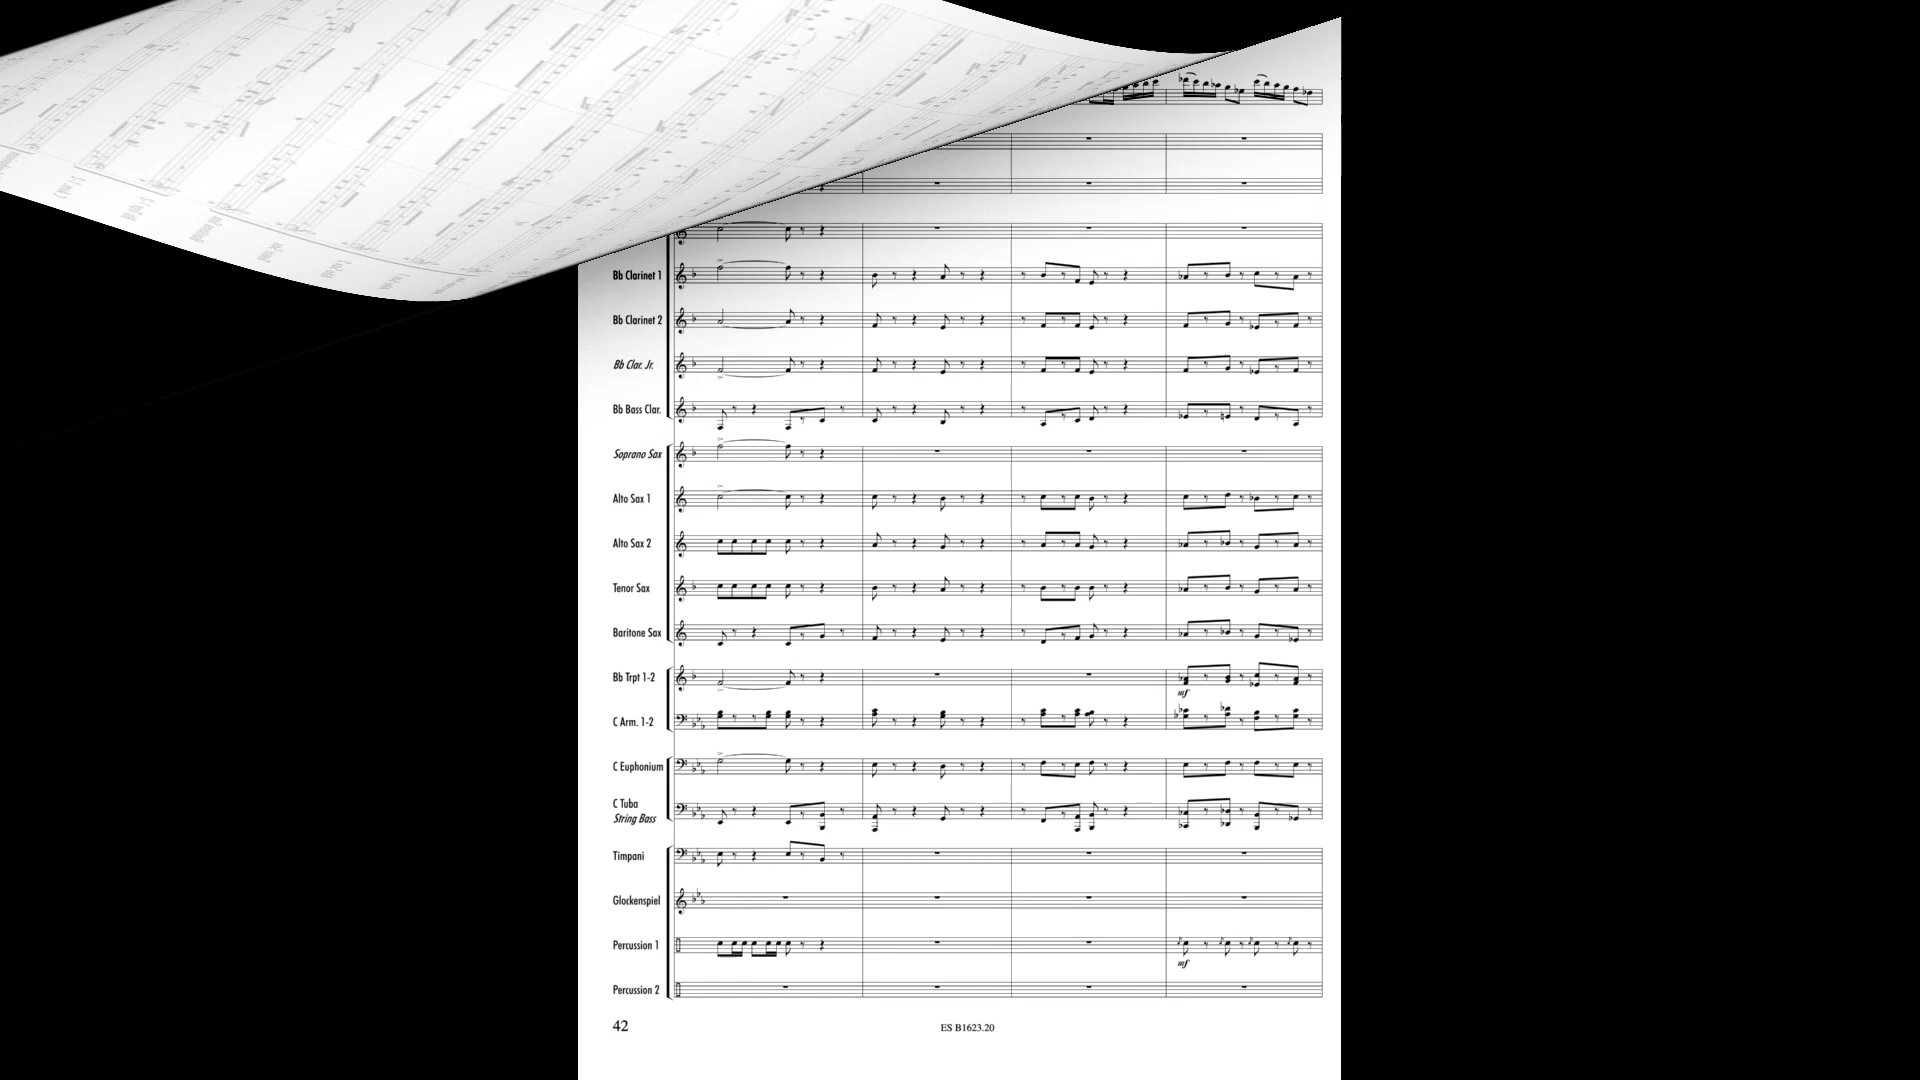 Bb Clarinet 1
Bb Clarinet 2
Bb Clar. Jr.
Bb Bass Clar.
Soprano Sax
Alto Sax 1
Alto Sax 2
Tenor Sax
Baritone Sax
Bb Trpt 1-2
mf
C Arm. 1-2
C Euphonium
C Tuba
String Bass
Timpani
Glockenspiel
Percussion 1
mf
Percussion 2
42
ES B1623.20